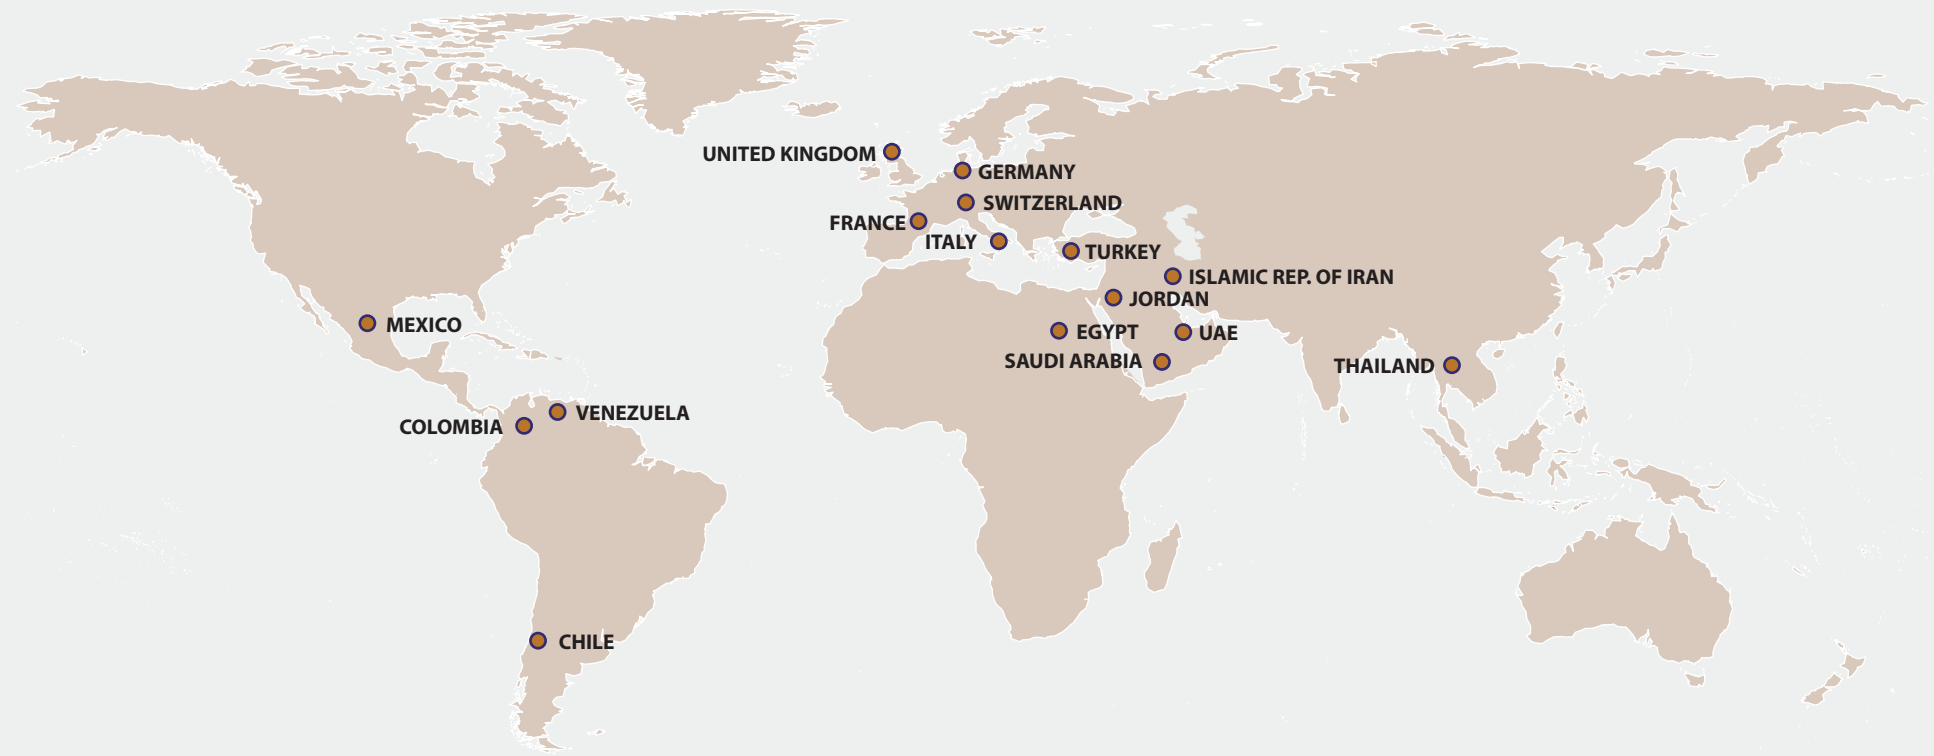 UNITED KINGDOM
GERMANY
SWITZERLAND
FRANCE
ITALY
TURKEY
ISLAMIC REP. OF IRAN
JORDAN
MEXICO
EGYPT
UAE
SAUDI ARABIA
THAILAND
VENEZUELA
COLOMBIA
CHILE